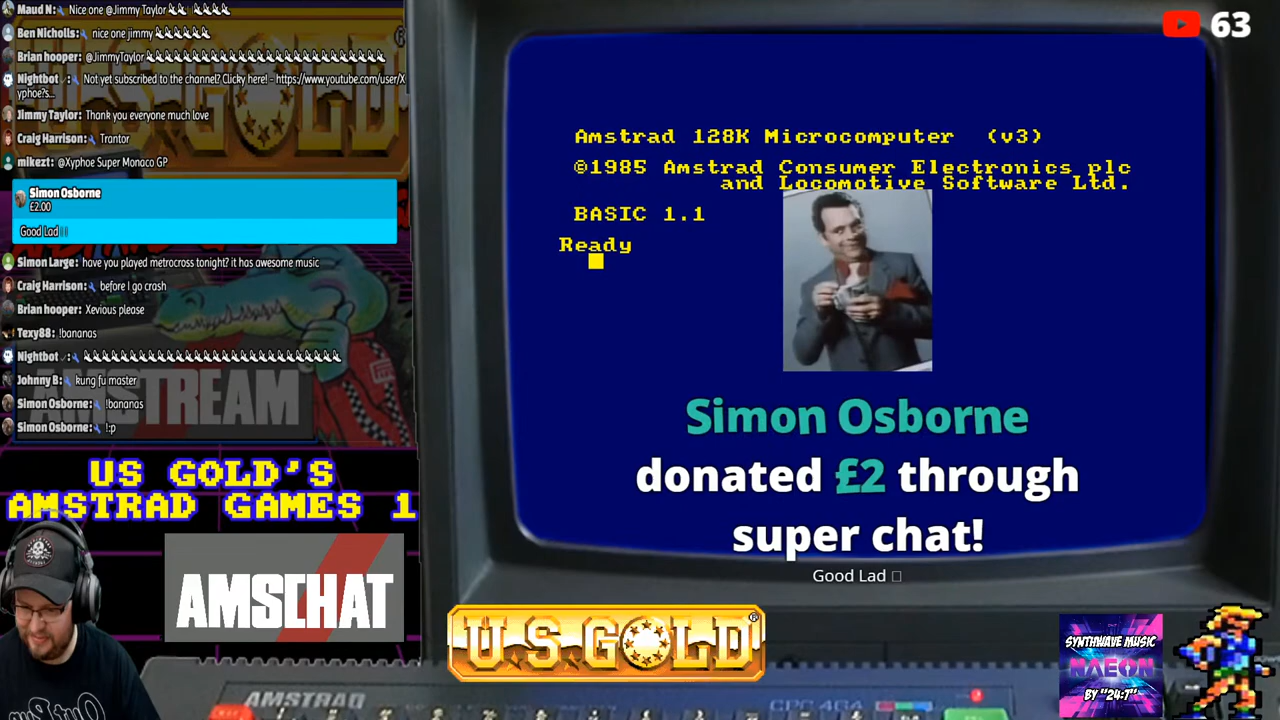 Maud N: Nice one @Jimmy Taylor
Ben Nicholls: nice one jimmy
Brian hooper: @JimmyTaylor
Nightbot: Not yet subscribed to the channel? Clicky here! - https://www.youtube.com/user/X
yphoe?s...
Jimmy Taylor: Thank you everyone much love
Craig Harrison: Trantor
mikezt: @Xyphoe Super Monaco GP
Simon Osborne
£2.00
Good Lad
Simon Large: have you played metrocross tonight? it has awesome music
Craig Harrison: before I go crash
Brian hooper: Xevious please
Texy88: !bananas
Nightbot:
Johnny B: kung fu master
Simon Osborne: !bananas
Simon Osborne: !:p
AMSTREAM
US GOLD'S
AMSTRAD GAMES 1
AMSCHAT
63
Amstrad 128K Microcomputer (v3)
©1985 Amstrad Consumer Electronics plc
and Locomotive Software Ltd.
BASIC 1.1
Ready
Simon Osborne
donated £2 through
super chat!
Good Lad
U.S.GOLD®
SYNTHWAVE MUSIC
NAEON
BY "24:7"
AMSTRAD
CPC 464